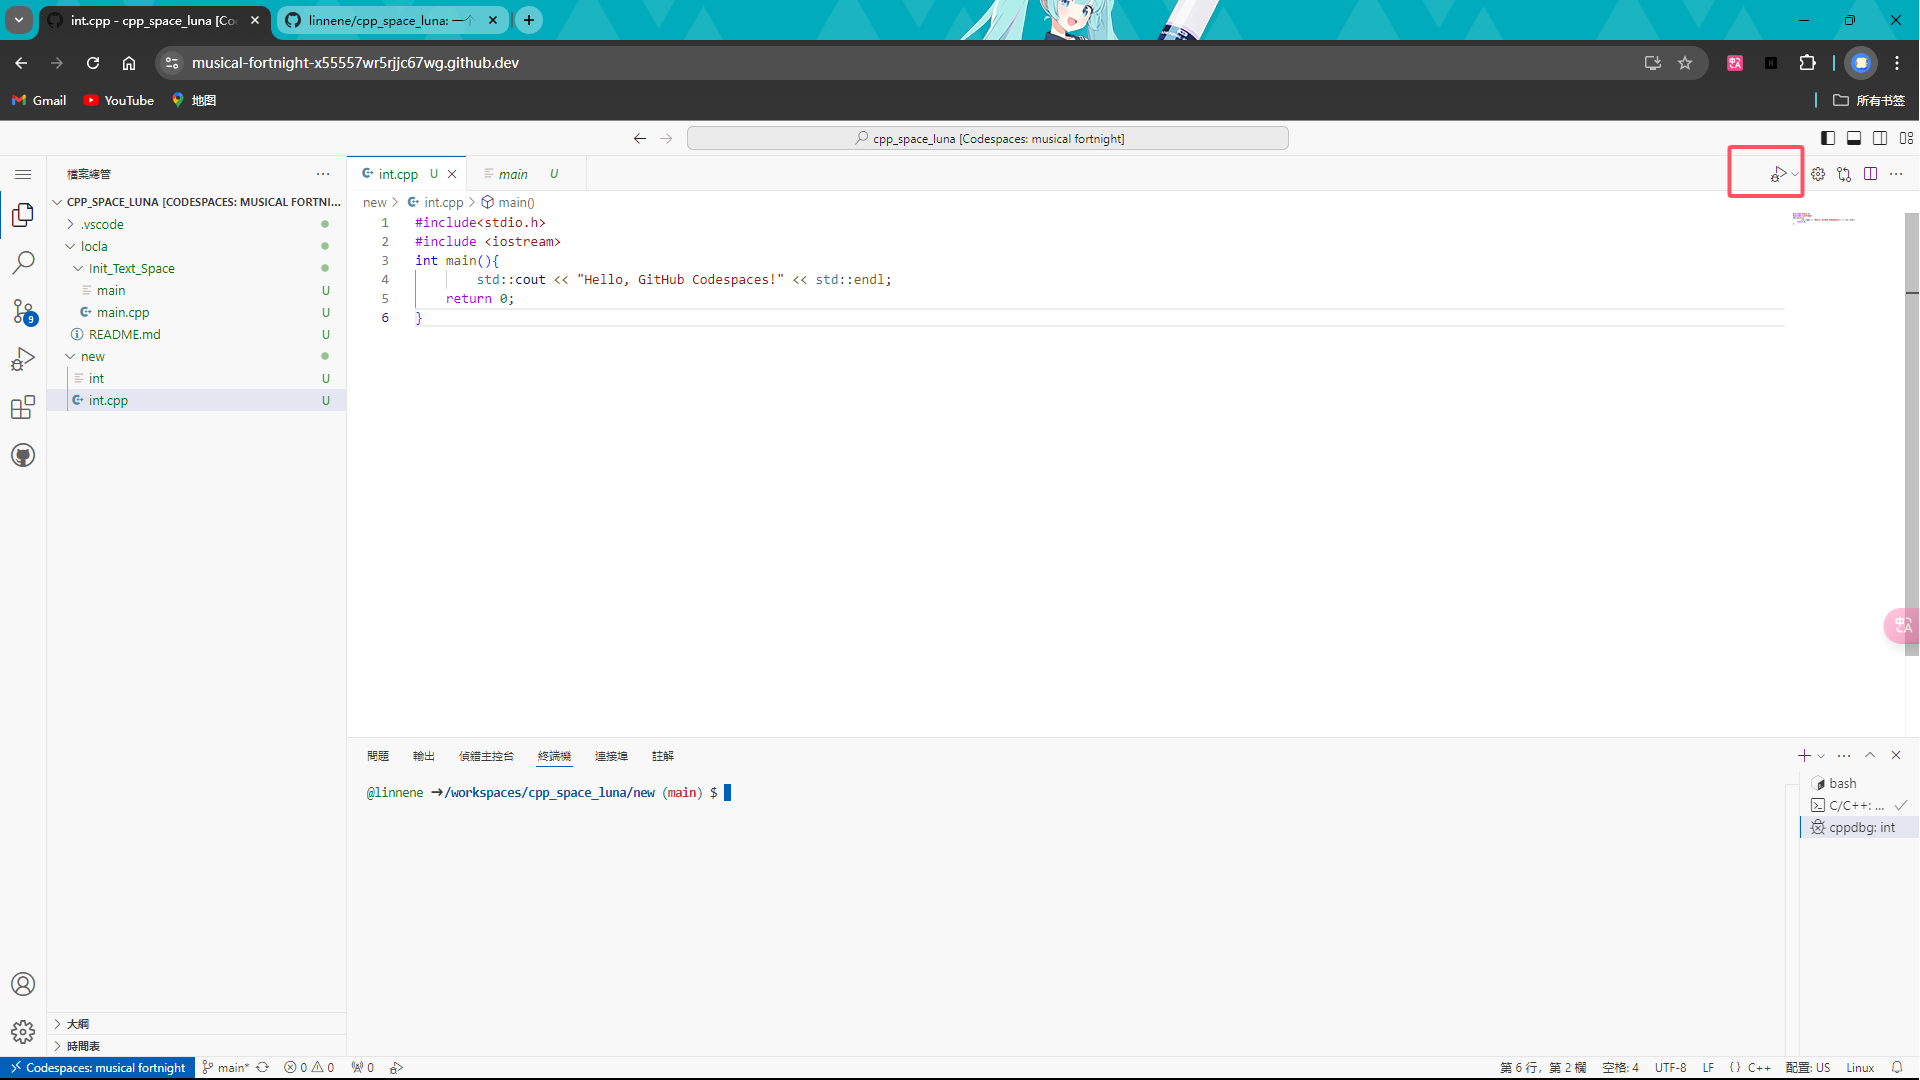 int.cpp - cpp_space_luna [Co
linnene/cpp_space_luna: 一个
musical-fortnight-x55557wr5rjjc67wg.github.dev
Gmail
YouTube
地图
所有书签
cpp_space_luna [Codespaces: musical fortnight]
檔案總管
CPP_SPACE_LUNA [CODESPACES: MUSICAL FORTNI...
.vscode
locla
Init_Text_Space
main U
main.cpp U
README.md U
new
int U
int.cpp U
大綱
時間表
int.cpp U
main U
new > int.cpp > main()
1 #include<stdio.h>
2 #include <iostream>
3 int main(){
4 std::cout << "Hello, GitHub Codespaces!" << std::endl;
5 return 0;
6 }
問題 輸出 偵錯主控台 終端機 連接埠 註解
@linnene ➜/workspaces/cpp_space_luna/new (main) $
bash
C/C++: ...
cppdbg: int
9
Codespaces: musical fortnight
main*
0 0
0
第 6 行，第 2 欄
空格: 4
UTF-8
LF
C++
配置: US
Linux